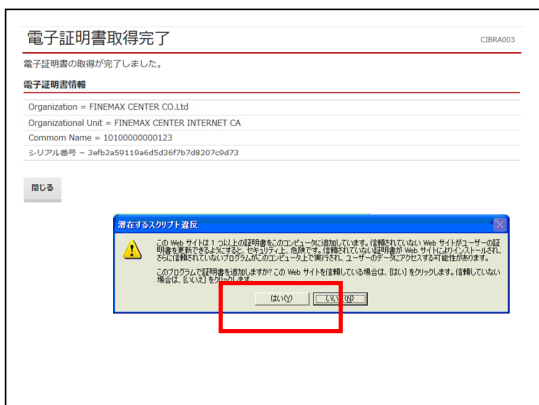 電子証明書取得完了
CIBRA003
電子証明書の取得が完了しました。
電子証明書情報
Organization = FINEMAX CENTER CO.Ltd
Organizational Unit = FINEMAX CENTER INTERNET CA
Commom Name = 10100000000123
シリアル番号 = 3efb2a59119a6d5d36f7b7d8207c9d73
閉じる
潜在するスクリプト違反
この Web サイトは 1 つ以上の証明書をこのコンピュータに追加しています。信頼されていない Web サイトがユーザーの証
明書を更新できるようにすると、セキュリティ上、危険です。信頼されていない証明書が Web サイトによりインストールされ、
さらに信頼されていないプログラムがこのコンピュータ上で実行され、ユーザーのデータにアクセスする可能性があります。
このプログラムで証明書を追加しますか? この Web サイトを信頼している場合は、[はい] をクリックします。信頼していない
場合は、[いいえ] をクリックします。
はい(Y)
いいえ(N)